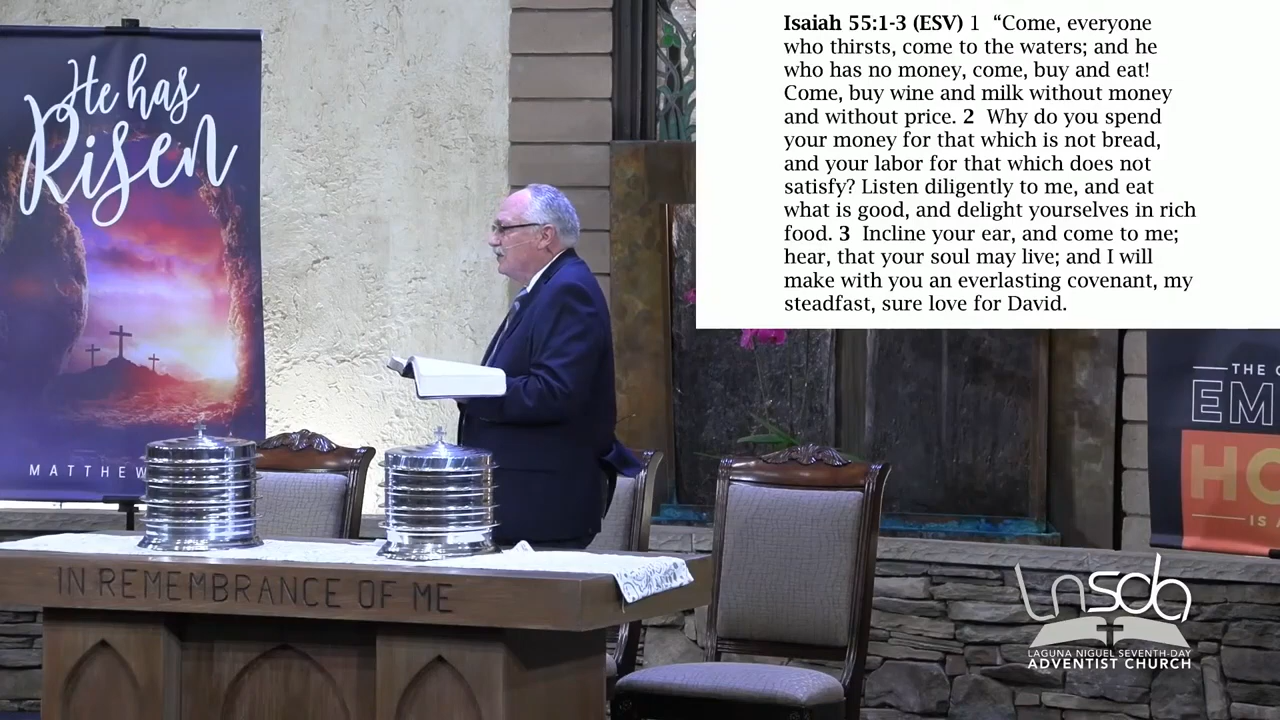 He has
Risen
MATTHEW
Isaiah 55:1-3 (ESV) 1 “Come, everyone
who thirsts, come to the waters; and he
who has no money, come, buy and eat!
Come, buy wine and milk without money
and without price. 2 Why do you spend
your money for that which is not bread,
and your labor for that which does not
satisfy? Listen diligently to me, and eat
what is good, and delight yourselves in rich
food. 3 Incline your ear, and come to me;
hear, that your soul may live; and I will
make with you an everlasting covenant, my
steadfast, sure love for David.
THE
EM
HO
IS
IN REMEMBRANCE OF ME
Lnsda
LAGUNA NIGUEL SEVENTH-DAY
ADVENTIST CHURCH